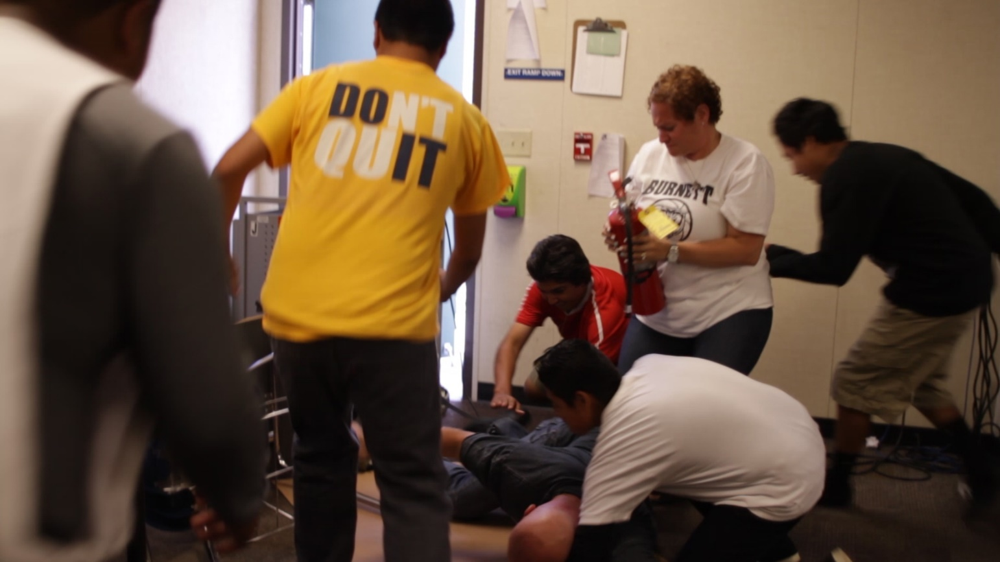 DON'T
QUIT
EXIT RAMP DOWN.
BURNETT
J